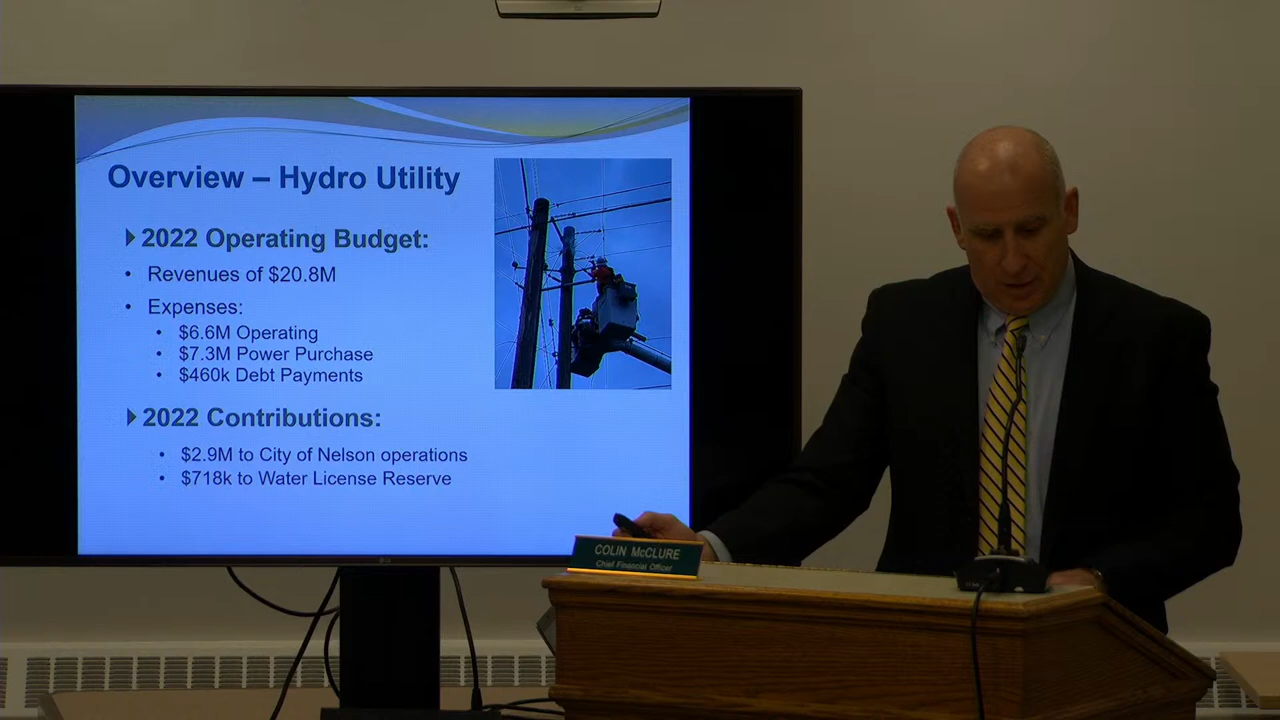 Overview – Hydro Utility
2022 Operating Budget:
• Revenues of $20.8M
• Expenses:
• $6.6M Operating
• $7.3M Power Purchase
• $460k Debt Payments
2022 Contributions:
• $2.9M to City of Nelson operations
• $718k to Water License Reserve
LG
COLIN McCLURE
Chief Financial Officer